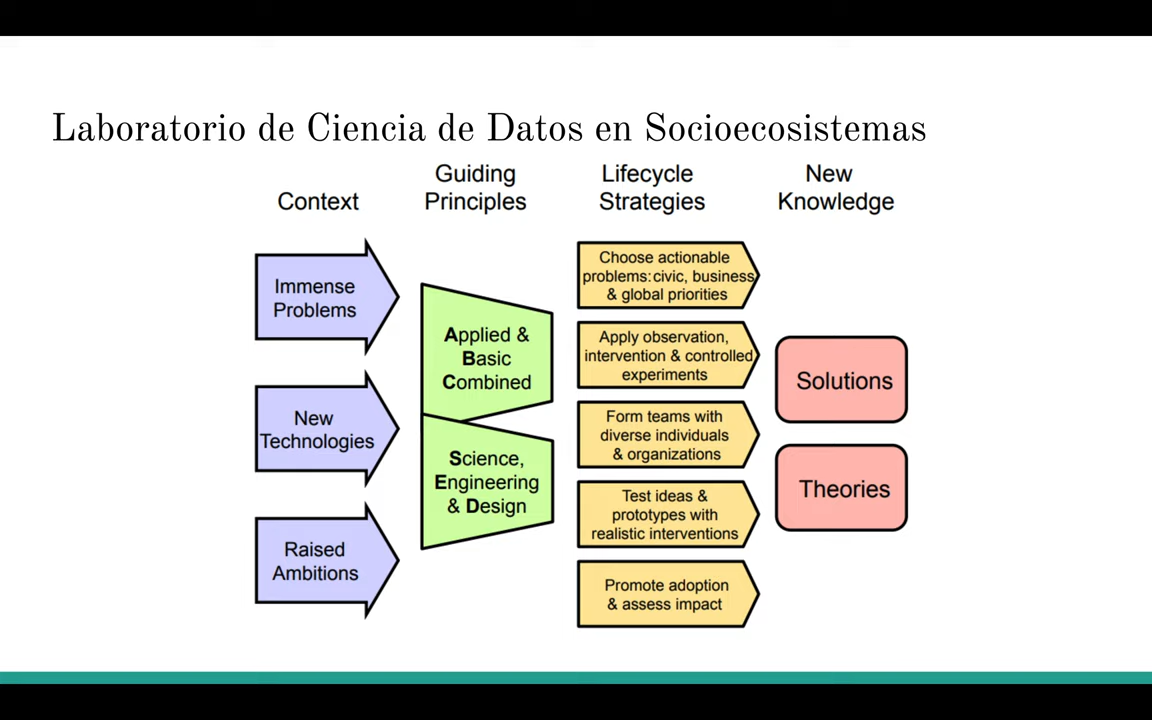 Laboratorio de Ciencia de Datos en Socioecosistemas
Context
Guiding
Principles
Lifecycle
Strategies
New
Knowledge
Immense
Problems
New
Technologies
Raised
Ambitions
Applied &
Basic
Combined
Science,
Engineering
& Design
Choose actionable
problems: civic, business
& global priorities
Apply observation,
intervention & controlled
experiments
Form teams with
diverse individuals
& organizations
Test ideas &
prototypes with
realistic interventions
Promote adoption
& assess impact
Solutions
Theories